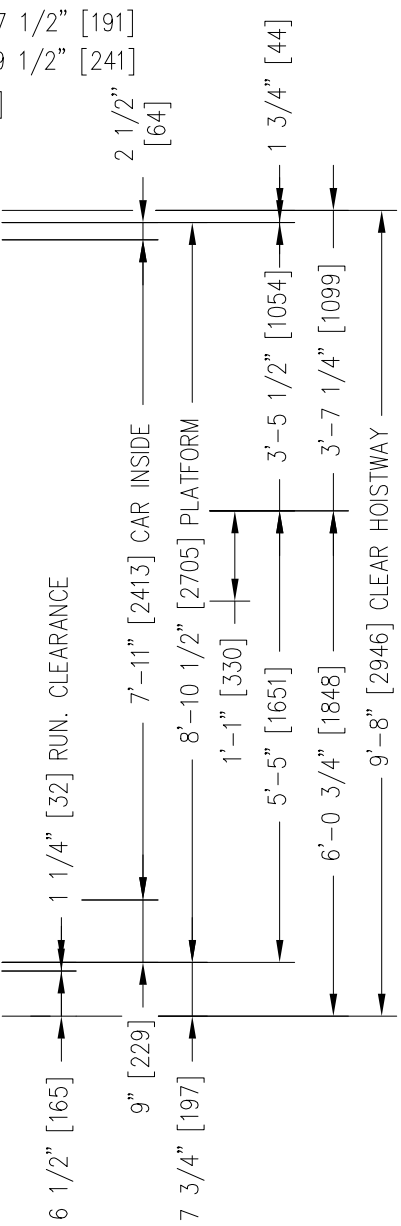 7 1/2" [191]
9 1/2" [241]
]
2 1/2"
[64]
1 3/4" [44]
1 1/4" [32] RUN. CLEARANCE
7'-11" [2413] CAR INSIDE
8'-10 1/2" [2705] PLATFORM
1'-1" [330]
5'-5" [1651]
3'-5 1/2" [1054]
6'-0 3/4" [1848]
3'-7 1/4" [1099]
9'-8" [2946] CLEAR HOISTWAY
6 1/2" [165]
9" [229]
7 3/4" [197]